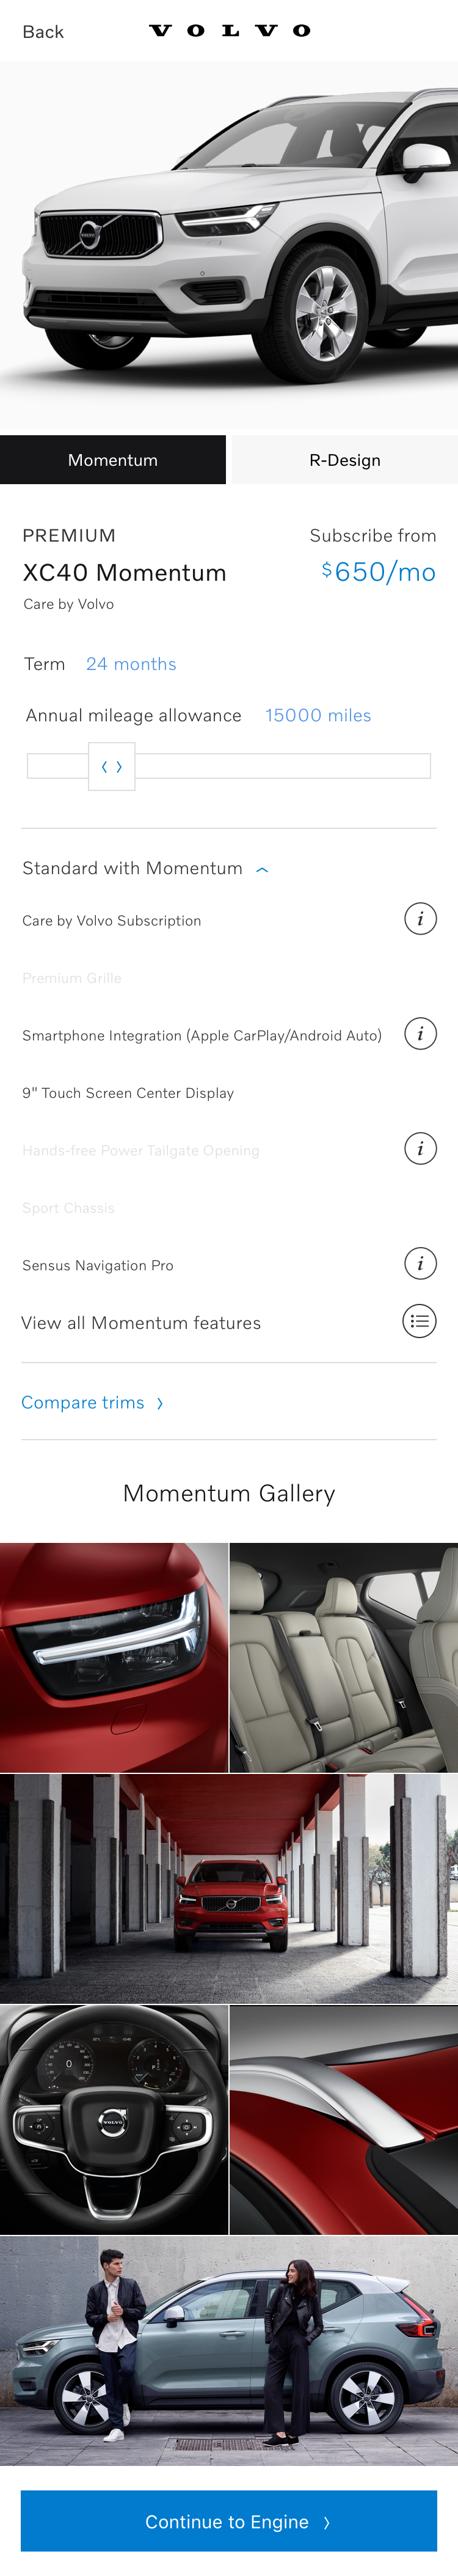 Back
VOLVO
VOLVO
Momentum
R-Design
PREMIUM
Subscribe from
XC40 Momentum
$650/mo
Care by Volvo
Term
24 months
Annual mileage allowance
15000 miles
Standard with Momentum
Care by Volvo Subscription
i
Premium Grille
Smartphone Integration (Apple CarPlay/Android Auto)
i
9" Touch Screen Center Display
Hands-free Power Tailgate Opening
i
Sport Chassis
Sensus Navigation Pro
i
View all Momentum features
Compare trims
Momentum Gallery
0
VOLVO
Continue to Engine